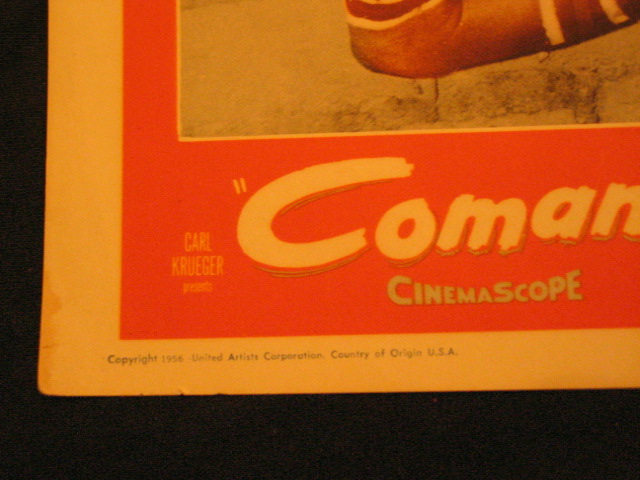 "Coman
CARL
KRUEGER
presents
CINEMASCOPE
Copyright 1956 United Artists Corporation. Country of Origin U.S.A.